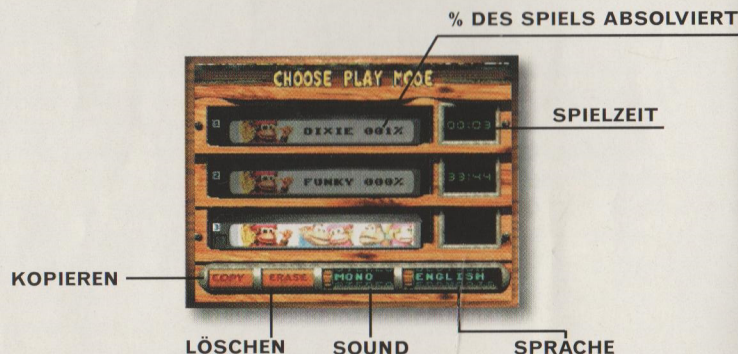 % DES SPIELS ABSOLVIERT
CHOOSE PLAY MODE
DIXIE 001%
00:03
SPIELZEIT
FUNKY 000%
33:44
KOPIEREN
COPY ERASE MONO ENGLISH
LÖSCHEN SOUND SPRACHE